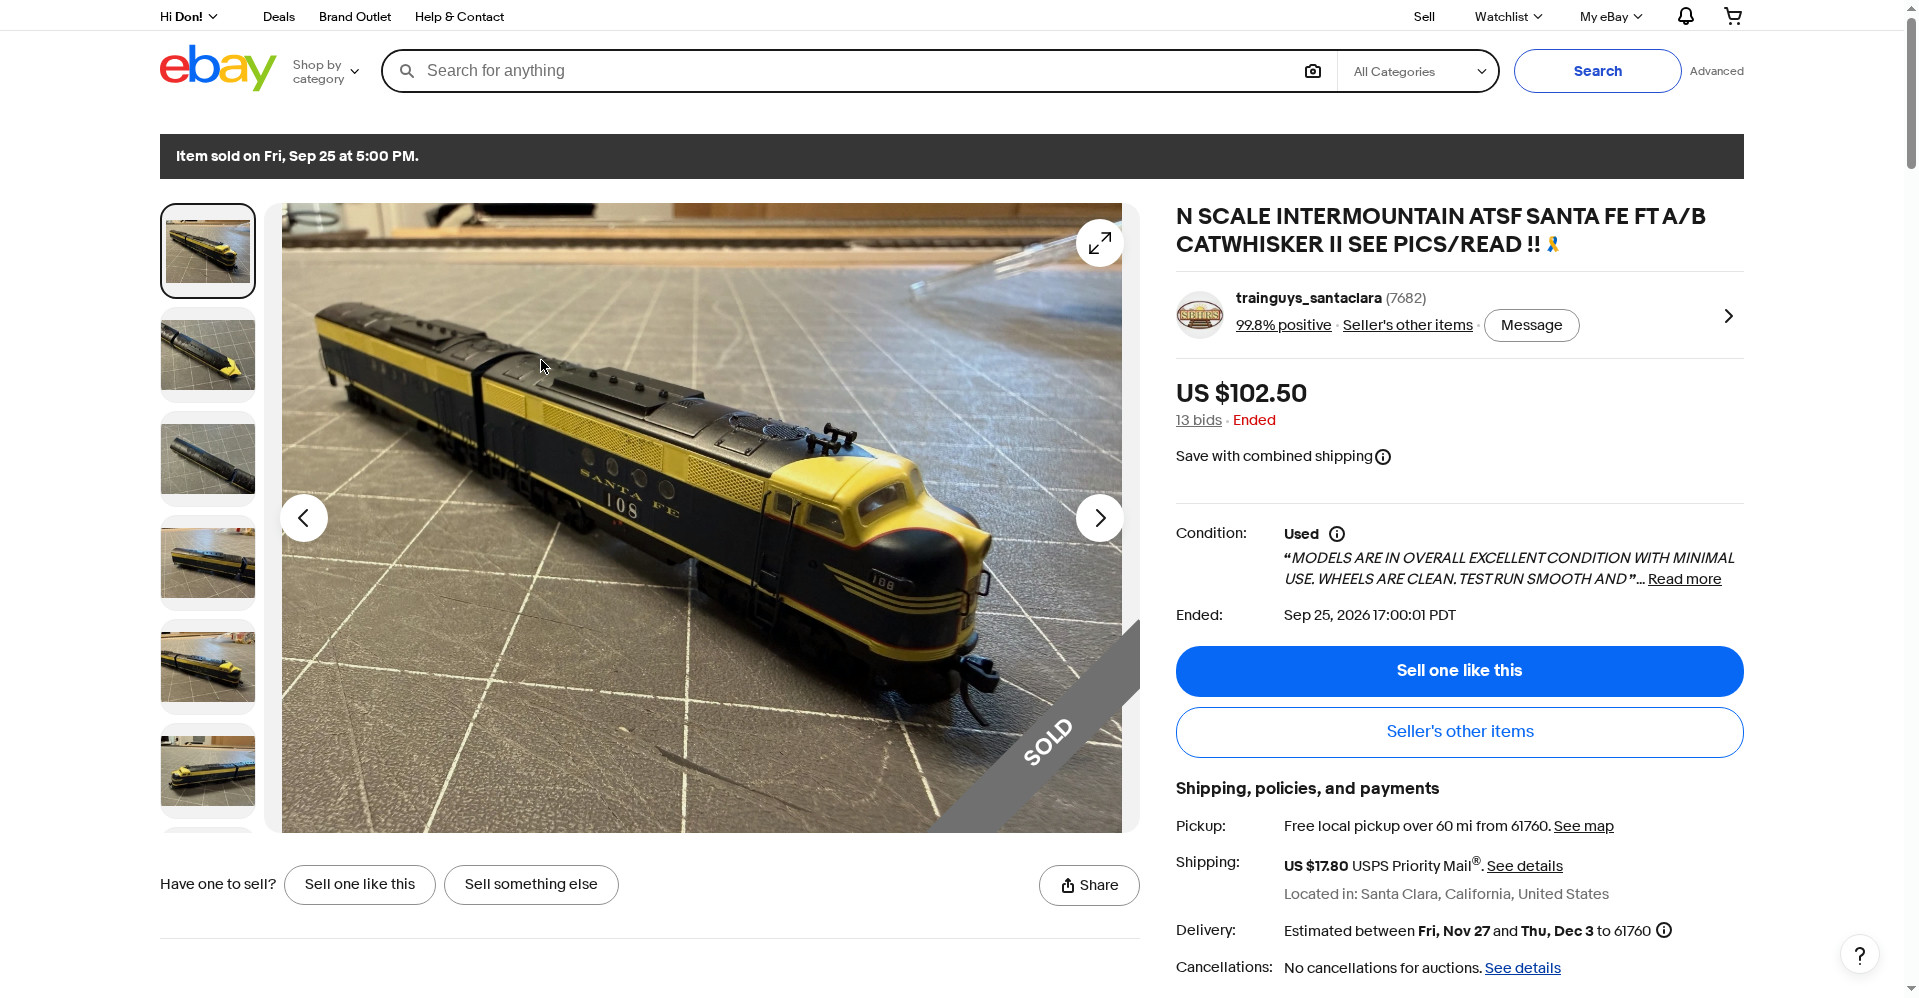 Hi Don!
Deals
Brand Outlet
Help & Contact
Sell
Watchlist
My eBay
ebay
Shop by
category
Search for anything
All Categories
Search
Advanced
Item sold on Fri, Sep 25 at 5:00 PM.
SANTA FE
108
108
SOLD
N SCALE INTERMOUNTAIN ATSF SANTA FE FT A/B
CATWHISKER II SEE PICS/READ !!
trainguys_santaclara (7682)
99.8% positive · Seller's other items · Message
US $102.50
13 bids · Ended
Save with combined shipping
Condition:
Used
“MODELS ARE IN OVERALL EXCELLENT CONDITION WITH MINIMAL
USE. WHEELS ARE CLEAN. TEST RUN SMOOTH AND ”... Read more
Ended:
Sep 25, 2026 17:00:01 PDT
Sell one like this
Seller's other items
Shipping, policies, and payments
Pickup:
Free local pickup over 60 mi from 61760. See map
Shipping:
US $17.80 USPS Priority Mail®. See details
Located in: Santa Clara, California, United States
Delivery:
Estimated between Fri, Nov 27 and Thu, Dec 3 to 61760
Cancellations:
No cancellations for auctions. See details
Have one to sell?
Sell one like this
Sell something else
Share
?